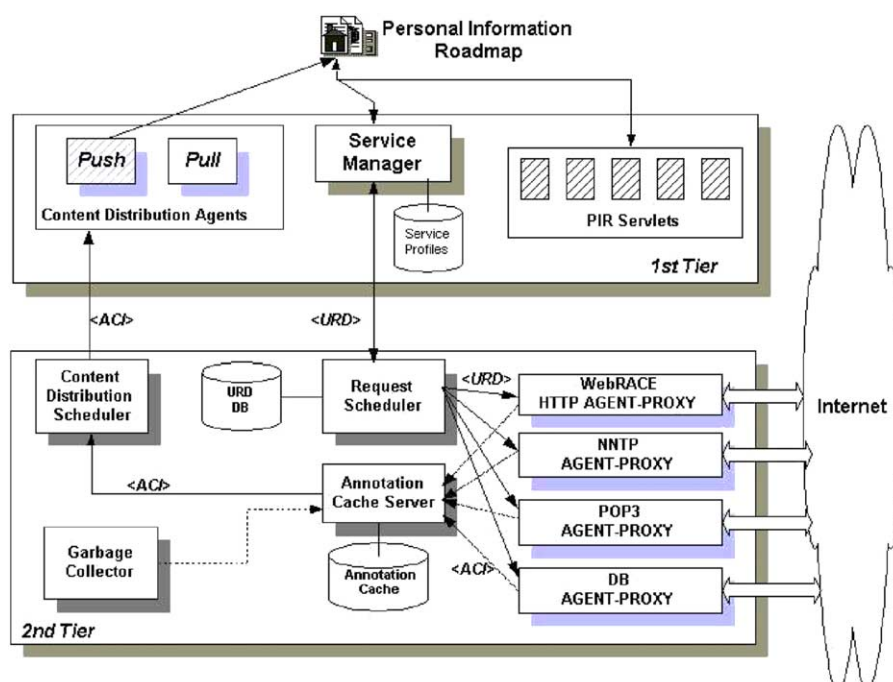 Personal Information
Roadmap
Push
Pull
Content Distribution Agents
Service
Manager
Service
Profiles
PIR Servlets
1st Tier
<ACI>
<URD>
Content
Distribution
Scheduler
URD
DB
Request
Scheduler
<URD>
WebRACE
HTTP AGENT-PROXY
Internet
NNTP
AGENT-PROXY
<ACI>
Annotation
Cache Server
POP3
AGENT-PROXY
Garbage
Collector
Annotation
Cache
<ACI>
DB
AGENT-PROXY
2nd Tier